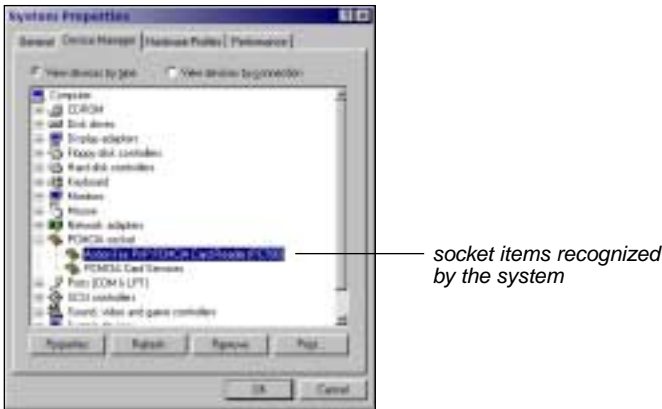 System Properties
General Device Manager Hardware Profiles Performance
View devices by type View devices by connection
Computer
CDROM
Disk drives
Display adapters
Floppy disk controllers
Hard disk controllers
Keyboard
Monitors
Mouse
Network adapters
PCMCIA socket
PCMCIA Card Reader
socket items recognized
PCMCIA Card Services
by the system
Ports (COM & LPT)
SCSI controllers
Sound, video and game controllers
Properties Refresh Remove Print...
OK Cancel